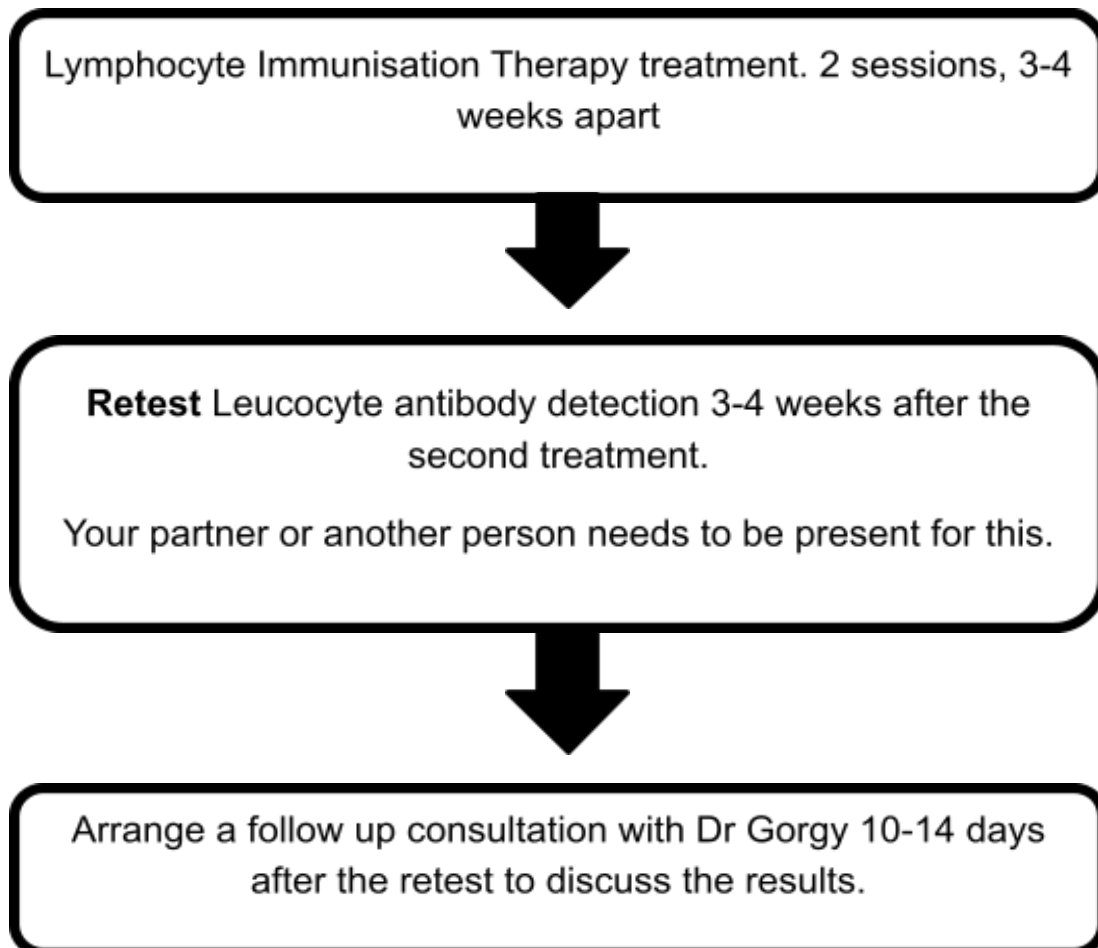 Lymphocyte Immunisation Therapy treatment. 2 sessions, 3-4
weeks apart
Retest Leucocyte antibody detection 3-4 weeks after the
second treatment.
Your partner or another person needs to be present for this.
Arrange a follow up consultation with Dr Gorgy 10-14 days
after the retest to discuss the results.